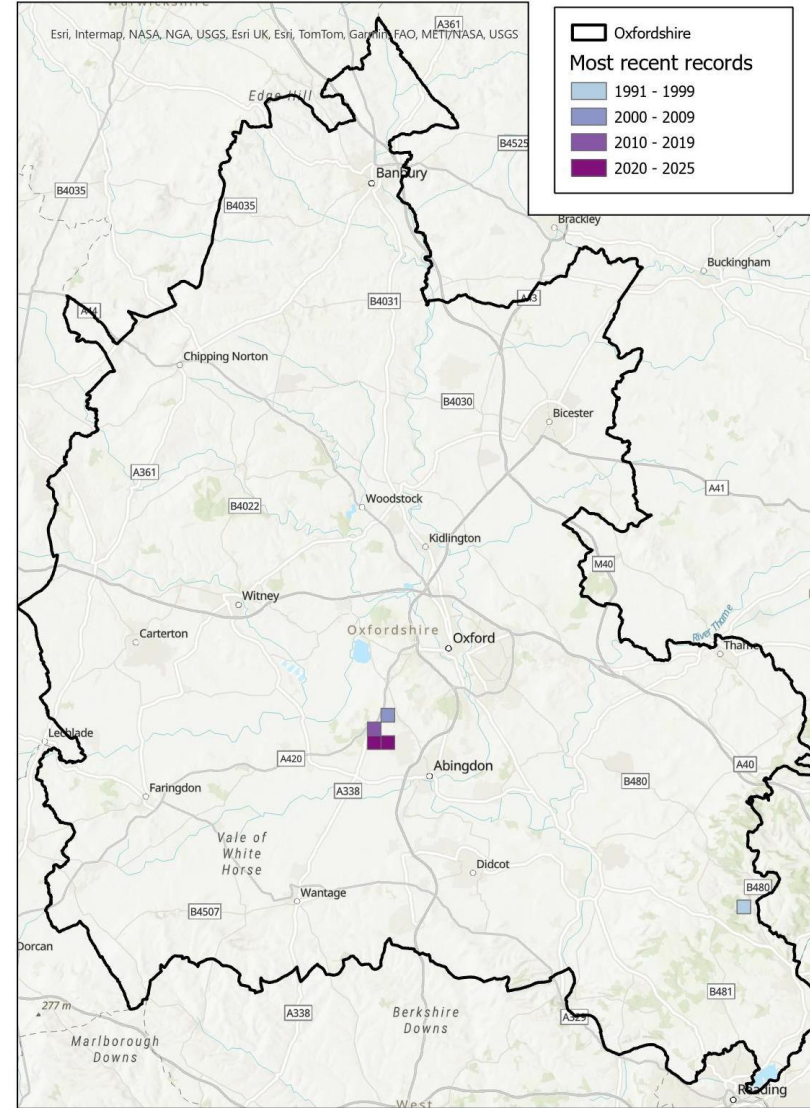 Warwickshire
A361
Esri, Intermap, NASA, NGA, USGS, Esri UK, Esri, TomTom, Garmin, FAO, METI/NASA, USGS
Oxfordshire
Most recent records
1991 - 1999
2000 - 2009
2010 - 2019
2020 - 2025
Edge Hill
B4525
Banbury
B4035
B4035
Brackley
Buckingham
A44
B4031
A43
Chipping Norton
B4030
Bicester
A361
A41
B4022
Woodstock
Kidlington
M40
Witney
River Thame
Carterton
Oxfordshire
Oxford
Thame
Lechlade
A420
A40
Abingdon
B480
Faringdon
A338
Vale of
White
Horse
Didcot
B480
Wantage
B4507
Dorcan
B481
277 m
A338
Berkshire
Downs
A329
Marlborough
Downs
Reading
West